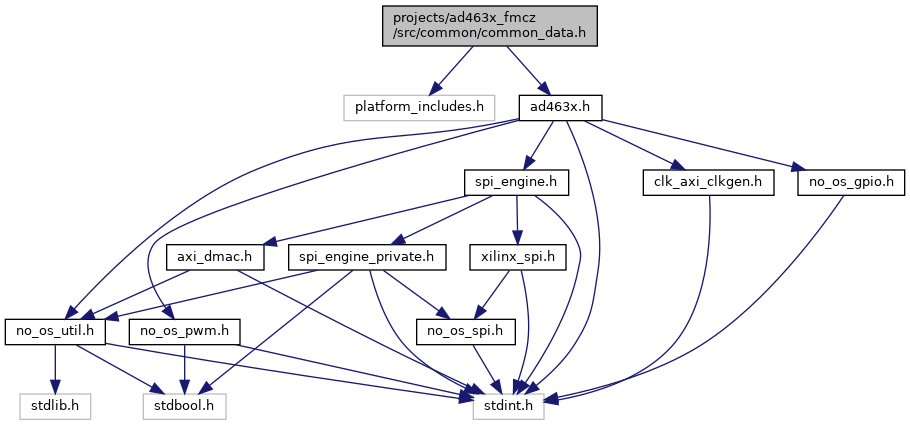 projects/ad463x_fmcz
/src/common/common_data.h
platform_includes.h
ad463x.h
spi_engine.h
clk_axi_clkgen.h
no_os_gpio.h
axi_dmac.h
spi_engine_private.h
xilinx_spi.h
no_os_util.h
no_os_pwm.h
no_os_spi.h
stdlib.h
stdbool.h
stdint.h